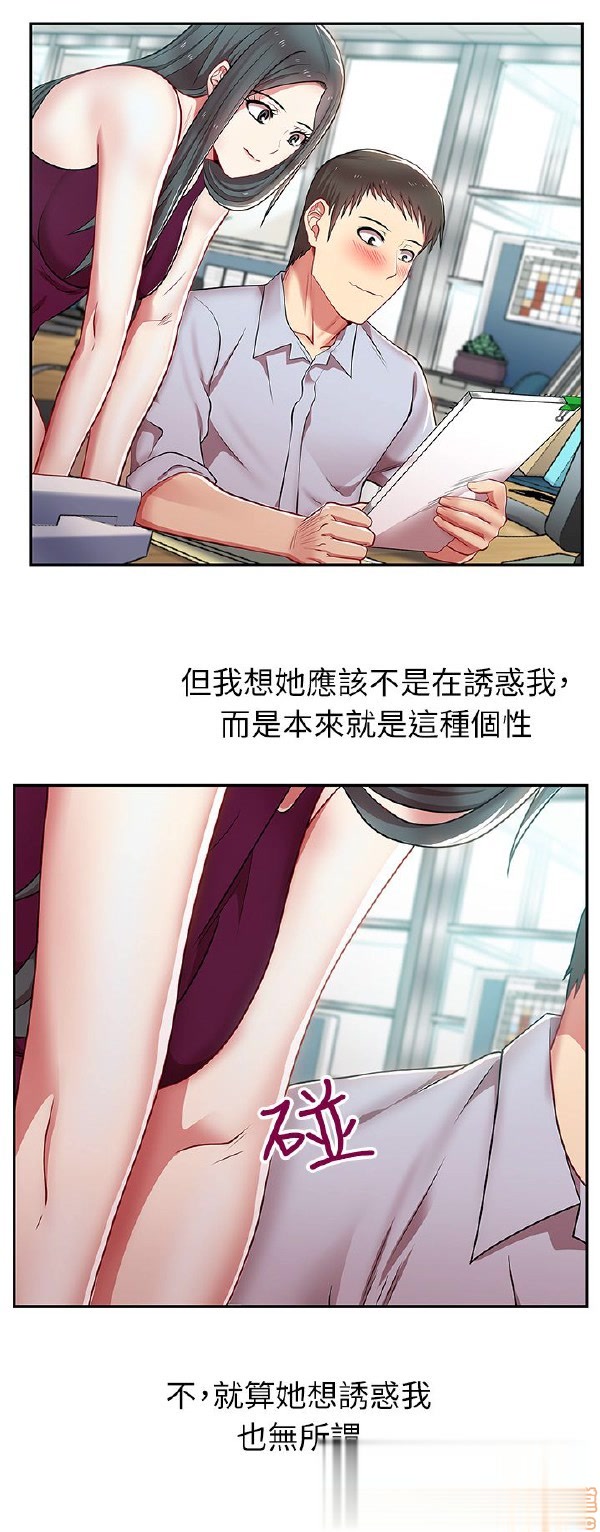 但我想她應該不是在誘惑我，
而是本來就是這種個性
碰
不，就算她想誘惑我
也無所謂